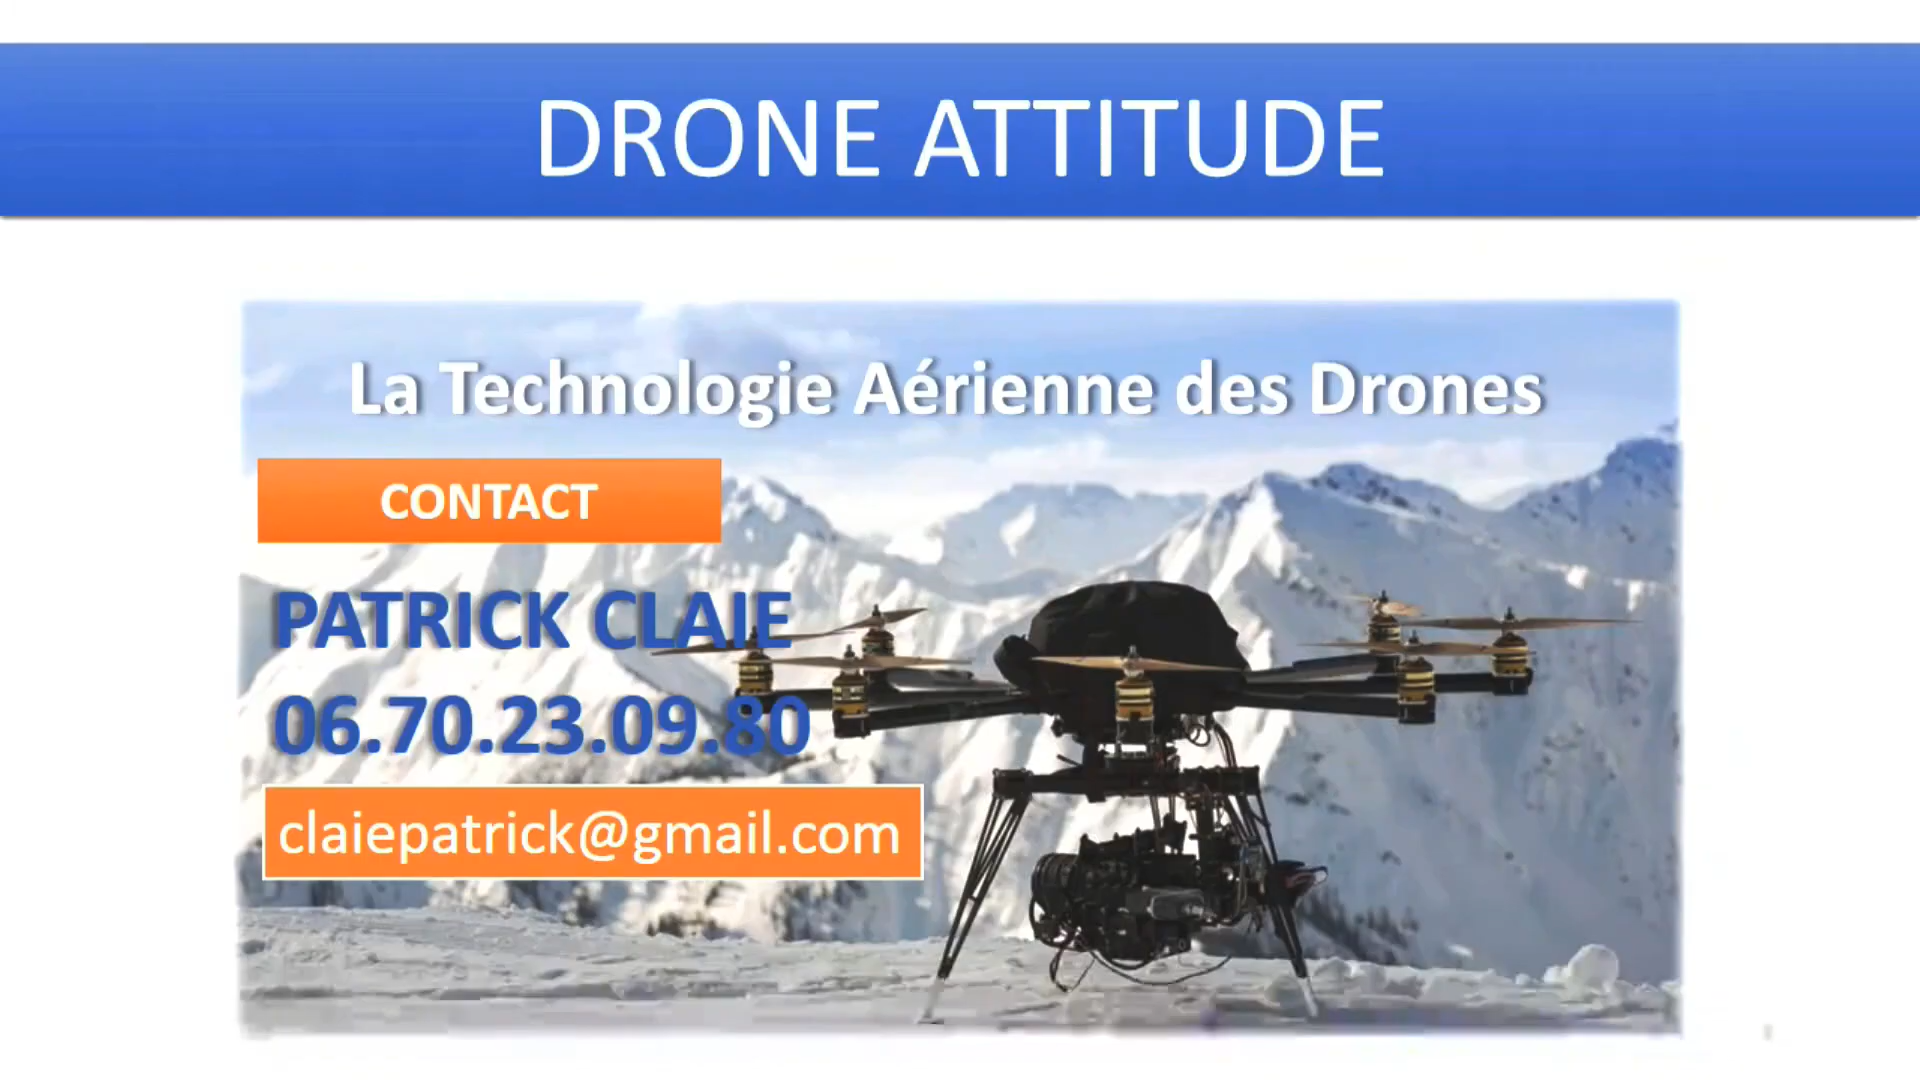 DRONE ATTITUDE
La Technologie Aérienne des Drones
CONTACT
PATRICK CLAIE
06.70.23.09.80
claiepatrick@gmail.com